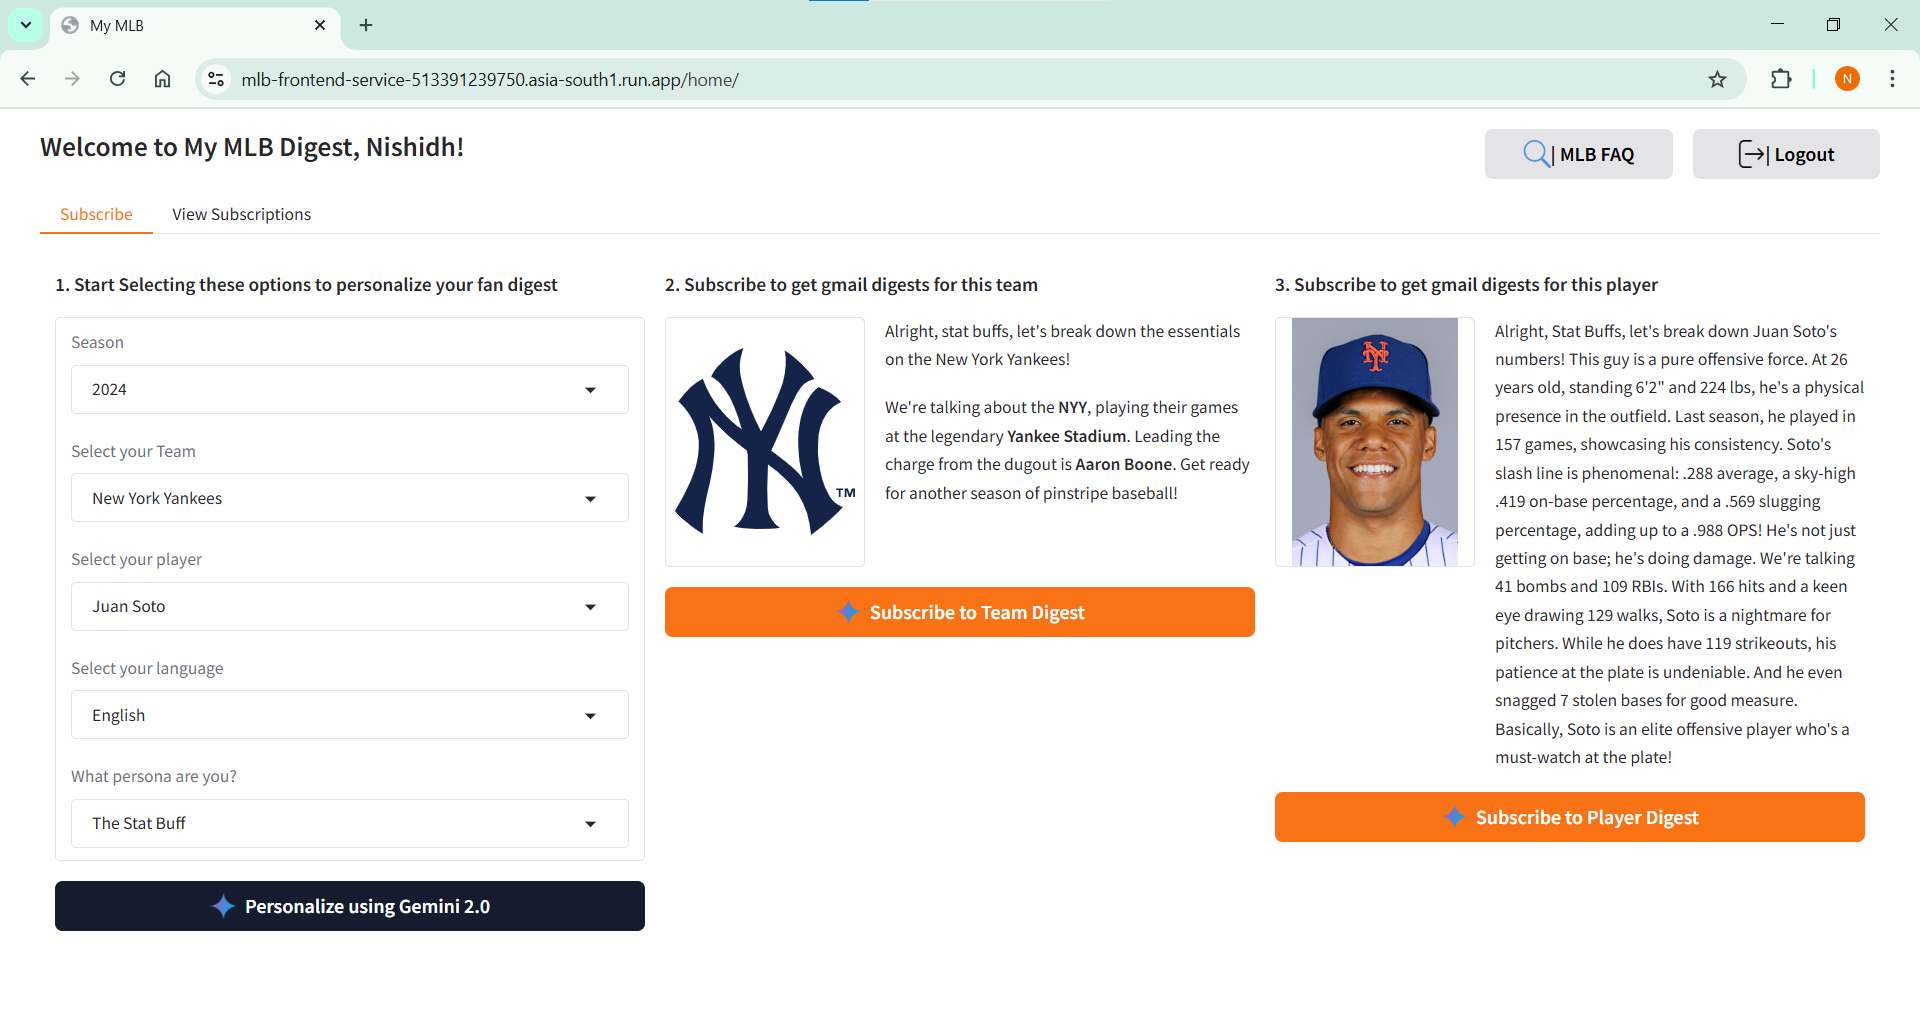 My MLB
mlb-frontend-service-513391239750.asia-south1.run.app/home/
N
Welcome to My MLB Digest, Nishidh!
| MLB FAQ
| Logout
Subscribe
View Subscriptions
1. Start Selecting these options to personalize your fan digest
Season
2024
Select your Team
New York Yankees
Select your player
Juan Soto
Select your language
English
What persona are you?
The Stat Buff
Personalize using Gemini 2.0
2. Subscribe to get gmail digests for this team
NY
TM
Alright, stat buffs, let's break down the essentials
on the New York Yankees!
We're talking about the NYY, playing their games
at the legendary Yankee Stadium. Leading the
charge from the dugout is Aaron Boone. Get ready
for another season of pinstripe baseball!
Subscribe to Team Digest
3. Subscribe to get gmail digests for this player
NY
Alright, Stat Buffs, let's break down Juan Soto's
numbers! This guy is a pure offensive force. At 26
years old, standing 6'2" and 224 lbs, he's a physical
presence in the outfield. Last season, he played in
157 games, showcasing his consistency. Soto's
slash line is phenomenal: .288 average, a sky-high
.419 on-base percentage, and a .569 slugging
percentage, adding up to a .988 OPS! He's not just
getting on base; he's doing damage. We're talking
41 bombs and 109 RBIs. With 166 hits and a keen
eye drawing 129 walks, Soto is a nightmare for
pitchers. While he does have 119 strikeouts, his
patience at the plate is undeniable. And he even
snagged 7 stolen bases for good measure.
Basically, Soto is an elite offensive player who's a
must-watch at the plate!
Subscribe to Player Digest